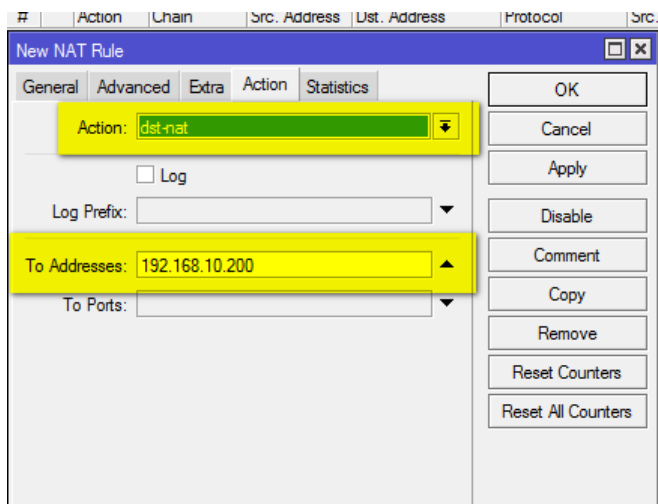 # Action Chain Src. Address Dst. Address Protocol Src.
New NAT Rule
General Advanced Extra Action Statistics
Action: dst-nat
Log
Log Prefix:
To Addresses: 192.168.10.200
To Ports:
OK
Cancel
Apply
Disable
Comment
Copy
Remove
Reset Counters
Reset All Counters